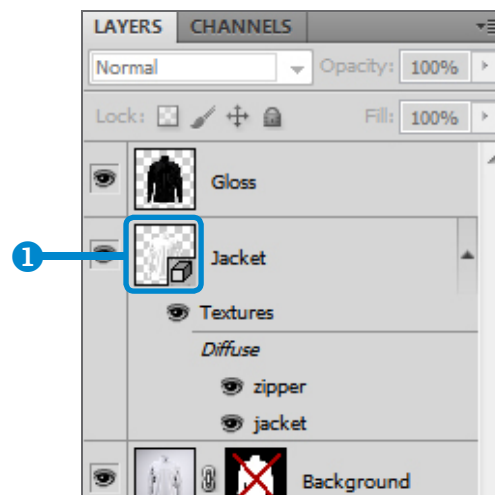 LAYERS CHANNELS
Normal Opacity: 100%
Lock: Fill: 100%
Gloss
1 Jacket
Textures
Diffuse
zipper
jacket
Background